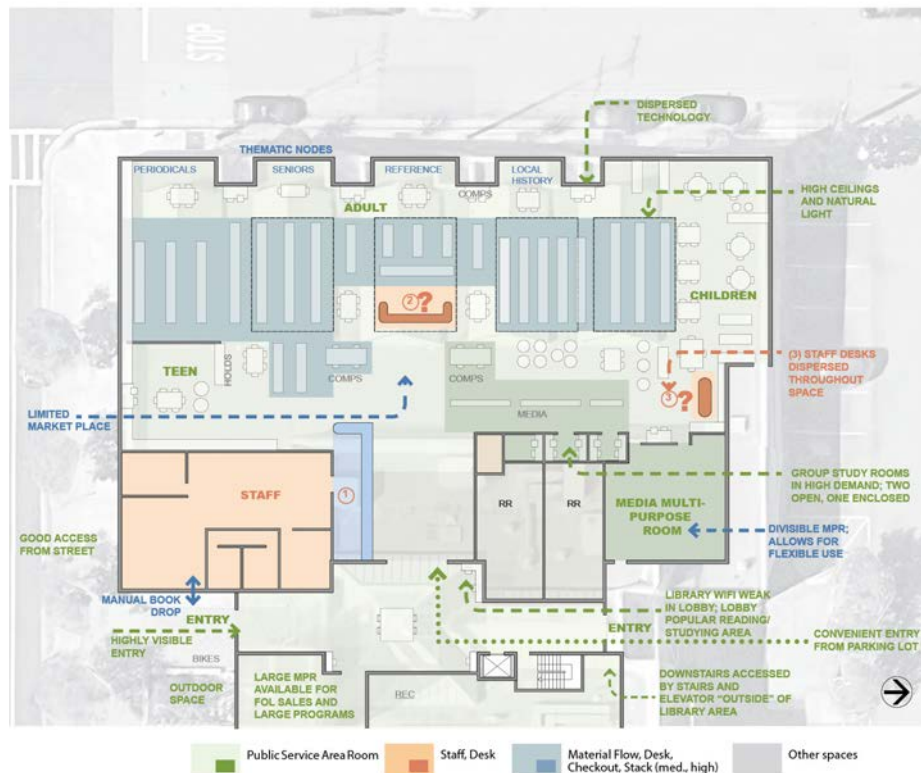 STOP
DISPERSED
TECHNOLOGY
THEMATIC NODES
PERIODICALS
SENIORS
REFERENCE
LOCAL
HISTORY
COMPS
ADULT
HIGH CEILINGS
AND NATURAL
LIGHT
CHILDREN
2 ?
TEEN
HOLDS
COMPS
COMPS
(3) STAFF DESKS
DISPERSED
THROUGHOUT
SPACE
3 ?
LIMITED
MARKET PLACE
MEDIA
STAFF
1
RR
RR
GROUP STUDY ROOMS
IN HIGH DEMAND; TWO
OPEN, ONE ENCLOSED
MEDIA MULTI-
PURPOSE
ROOM
DIVISIBLE MPR;
ALLOWS FOR
FLEXIBLE USE
GOOD ACCESS
FROM STREET
MANUAL BOOK
DROP
ENTRY
HIGHLY VISIBLE
ENTRY
LIBRARY WIFI WEAK
IN LOBBY; LOBBY
POPULAR READING/
STUDYING AREA
ENTRY
CONVENIENT ENTRY
FROM PARKING LOT
BIKES
OUTDOOR
SPACE
LARGE MPR
AVAILABLE FOR
FOL SALES AND
LARGE PROGRAMS
REC
DOWNSTAIRS ACCESSED
BY STAIRS AND
ELEVATOR "OUTSIDE" OF
LIBRARY AREA
Public Service Area Room
Staff, Desk
Material Flow, Desk,
Checkout, Stack (med., high)
Other spaces